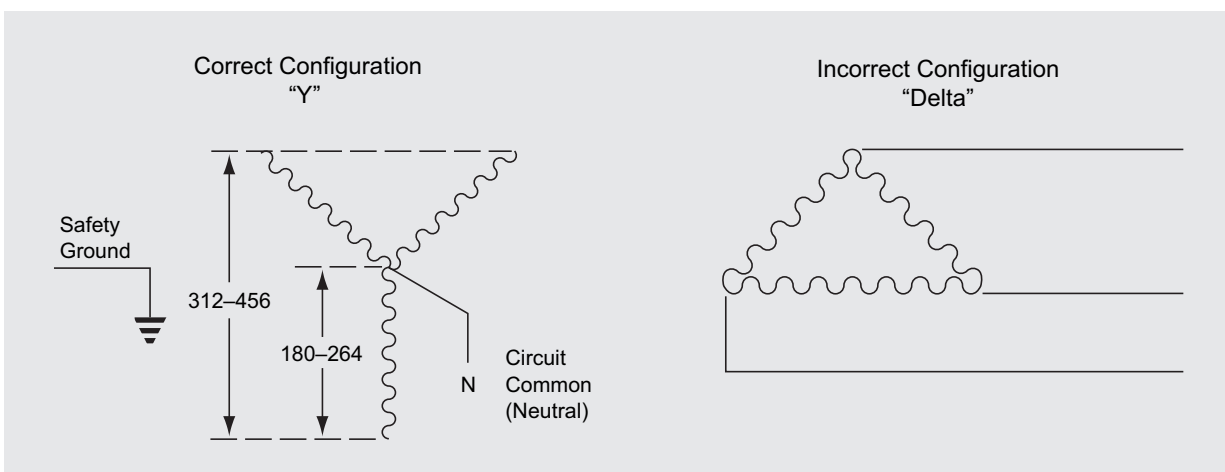 Correct Configuration
“Y”
Incorrect Configuration
“Delta”
Safety
Ground
312–456
180–264
N
Circuit
Common
(Neutral)